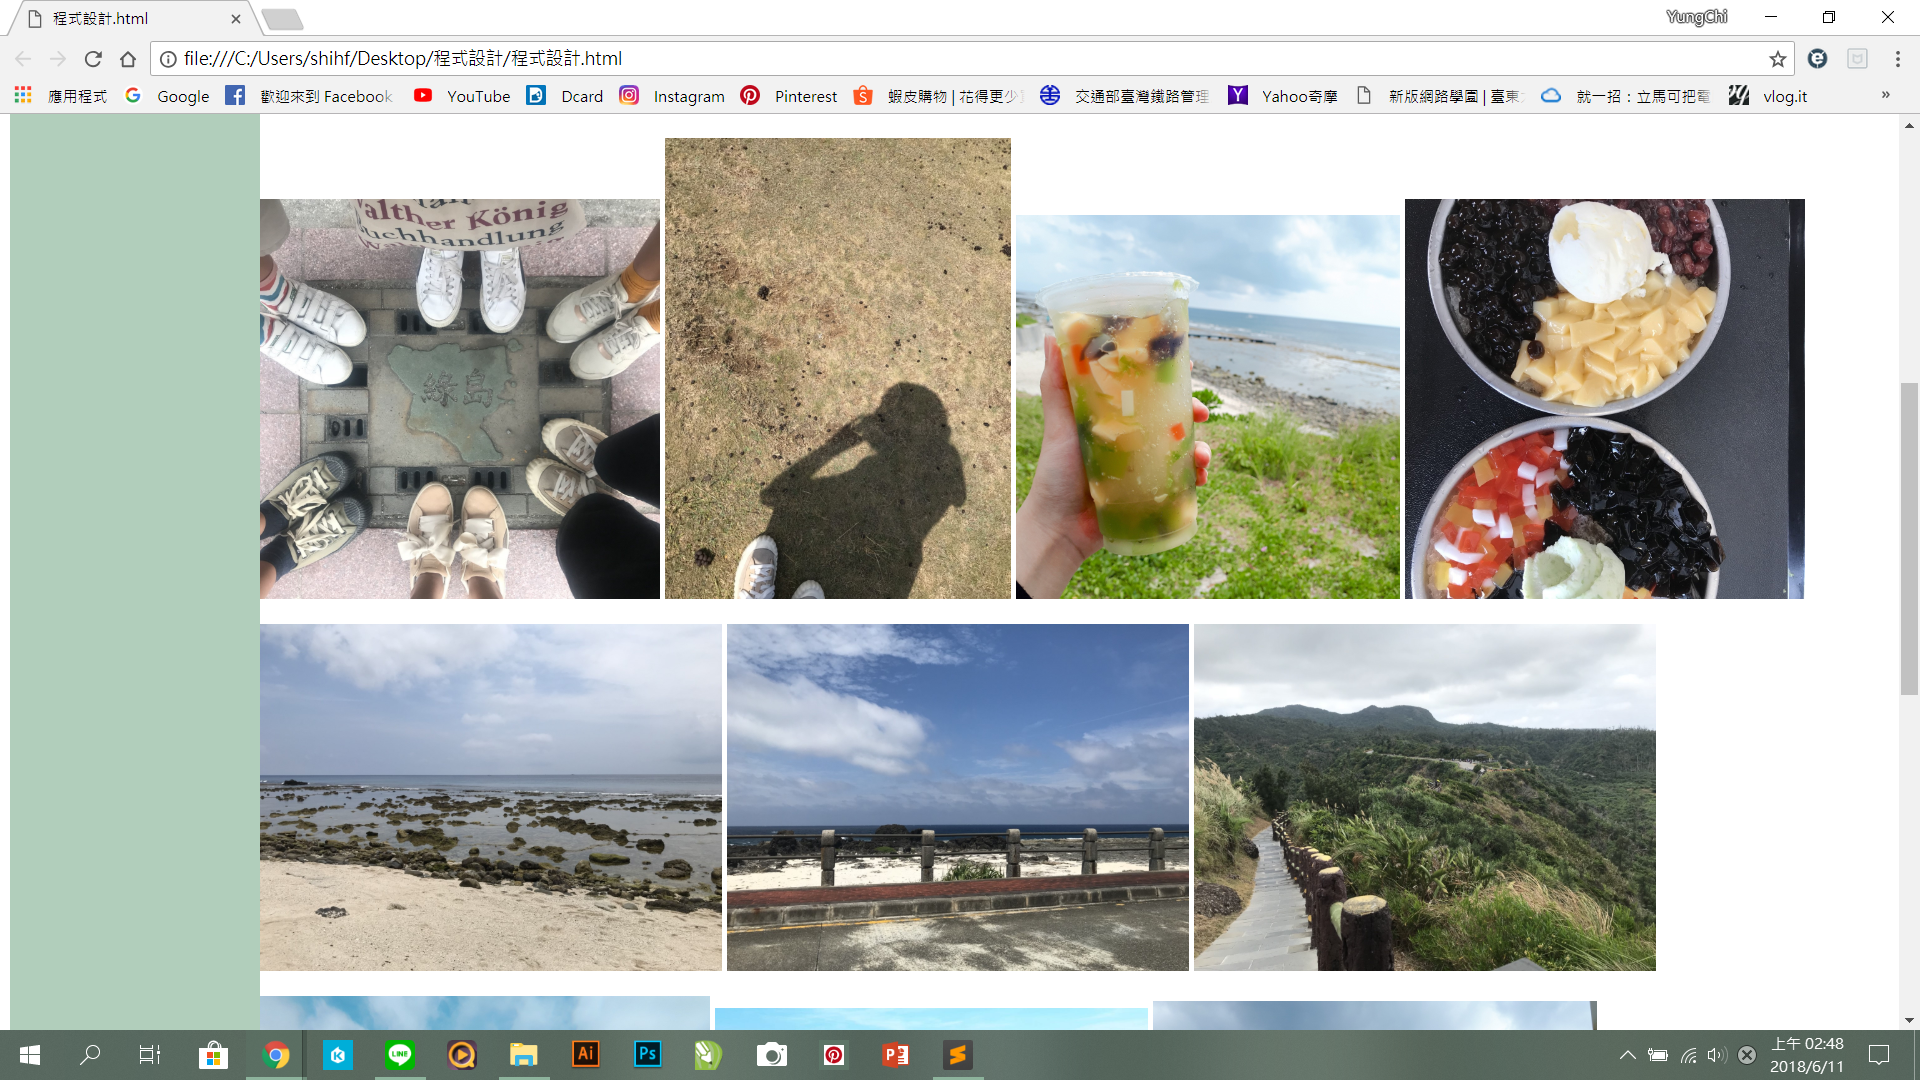 程式設計.html
YungChi
file:///C:/Users/shihf/Desktop/程式設計/程式設計.html
應用程式 Google 歡迎來到 Facebook YouTube Dcard Instagram Pinterest 蝦皮購物 | 花得更少 交通部臺灣鐵路管理 Yahoo奇摩 新版網路學園 | 臺東 就一招：立馬可把電 vlog.it »
Walther König
Buchhandlung
綠島
上午 02:48
2018/6/11